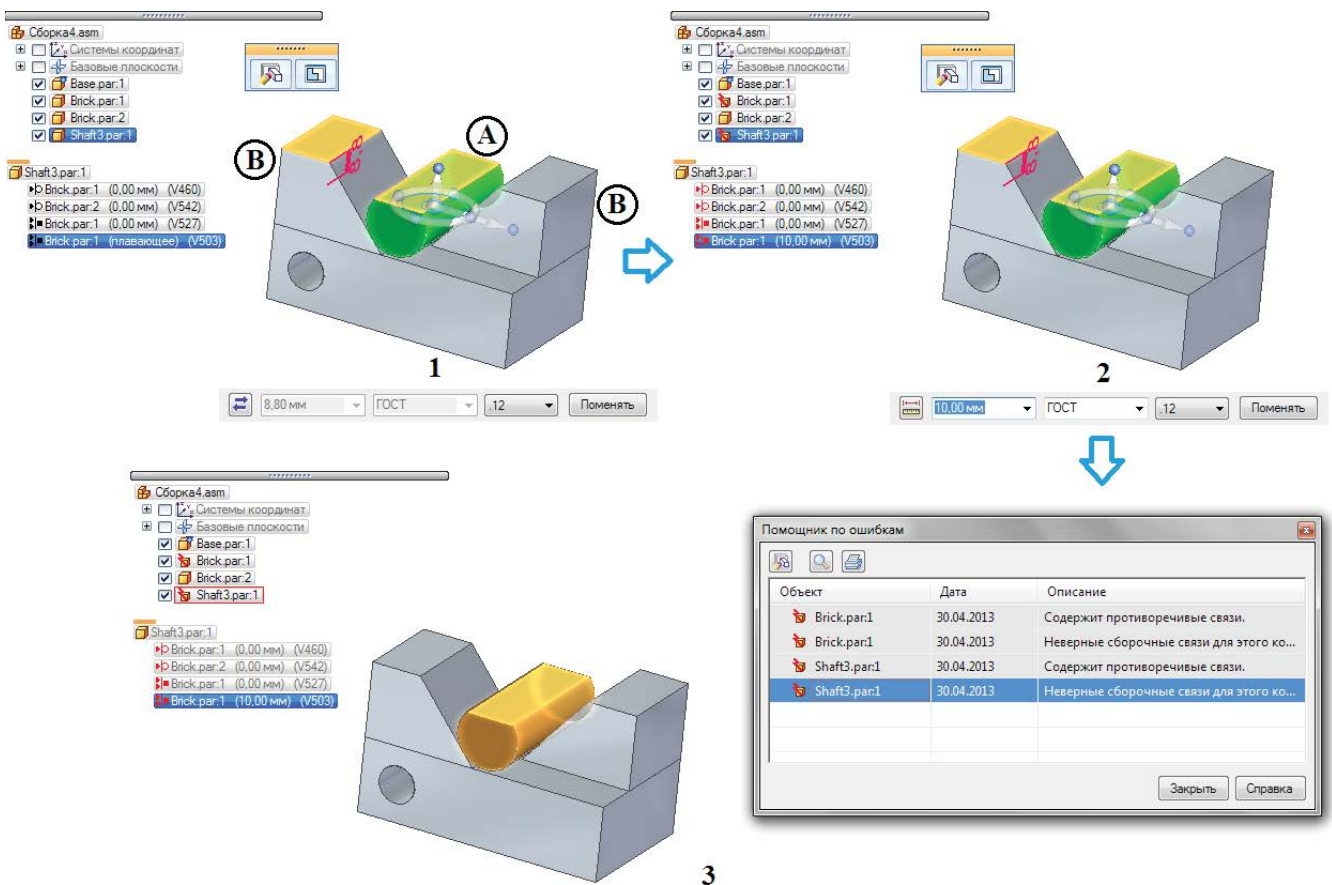 Сборка4.asm
Системы координат
Базовые плоскости
Base.par:1
Brick.par:1
Brick.par:2
Shaft3.par:1
Shaft3.par:1
Brick.par:1 (0,00 мм) (V460)
Brick.par:2 (0,00 мм) (V542)
Brick.par:1 (0,00 мм) (V527)
Brick.par:1 (плавающее) (V503)
B
A
B
1
8,80 мм ГОСТ .12 Поменять
Сборка4.asm
Системы координат
Базовые плоскости
Base.par:1
Brick.par:1
Brick.par:2
Shaft3.par:1
Shaft3.par:1
Brick.par:1 (0,00 мм) (V460)
Brick.par:2 (0,00 мм) (V542)
Brick.par:1 (0,00 мм) (V527)
Brick.par:1 (10,00 мм) (V503)
2
10,00 мм ГОСТ .12 Поменять
Сборка4.asm
Системы координат
Базовые плоскости
Base.par:1
Brick.par:1
Brick.par:2
Shaft3.par:1
Shaft3.par:1
Brick.par:1 (0,00 мм) (V460)
Brick.par:2 (0,00 мм) (V542)
Brick.par:1 (0,00 мм) (V527)
Brick.par:1 (10,00 мм) (V503)
3
Помощник по ошибкам
Объект Дата Описание
Brick.par:1 30.04.2013 Содержит противоречивые связи.
Brick.par:1 30.04.2013 Неверные сборочные связи для этого ко...
Shaft3.par:1 30.04.2013 Содержит противоречивые связи.
Shaft3.par:1 30.04.2013 Неверные сборочные связи для этого ко...
Закрыть Справка